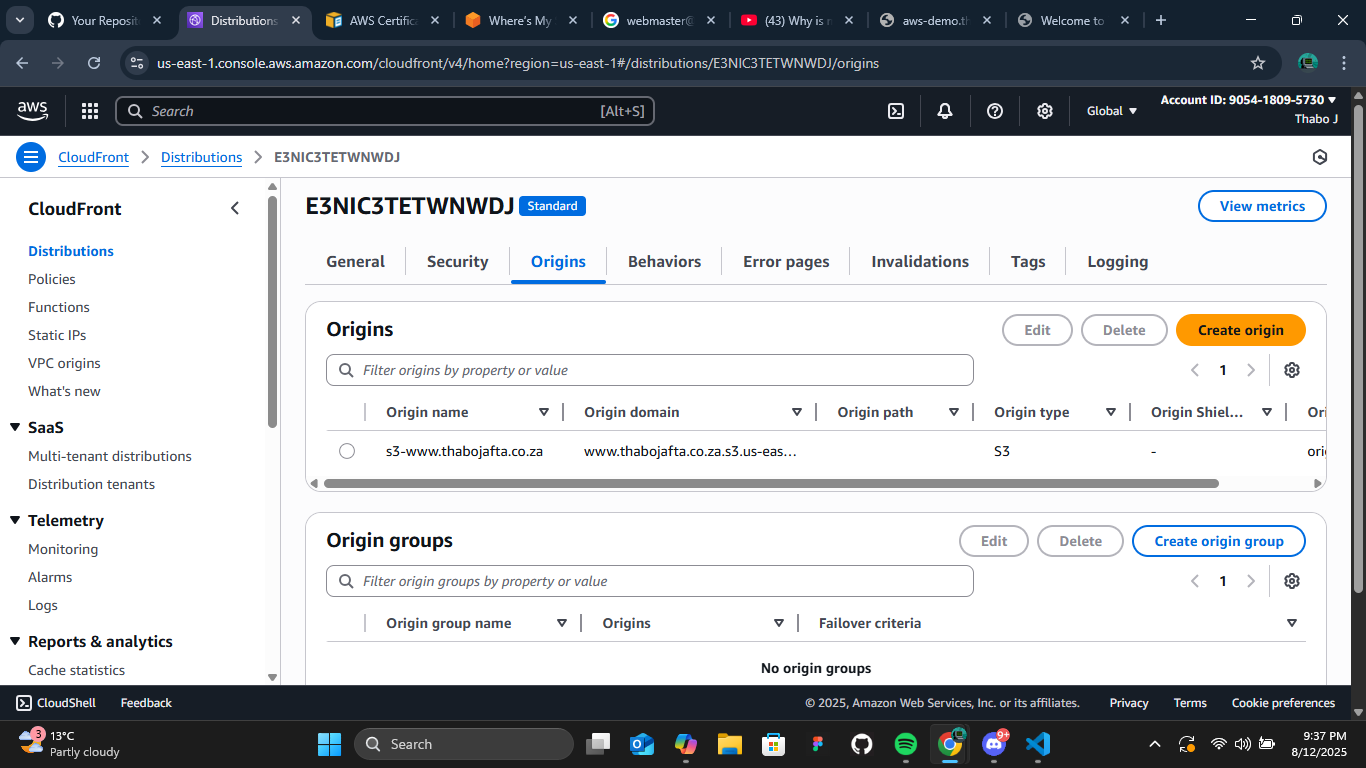 Your Reposit
Distributions
AWS Certifica
Where's My
webmaster@
(43) Why is n
aws-demo.th
Welcome to
us-east-1.console.aws.amazon.com/cloudfront/v4/home?region=us-east-1#/distributions/E3NIC3TETWNWDJ/origins
aws
Search
[Alt+S]
Global
Account ID: 9054-1809-5730
Thabo J
CloudFront
Distributions
E3NIC3TETWNWDJ
CloudFront
Distributions
Policies
Functions
Static IPs
VPC origins
What's new
SaaS
Multi-tenant distributions
Distribution tenants
Telemetry
Monitoring
Alarms
Logs
Reports & analytics
Cache statistics
E3NIC3TETWNWDJ
Standard
View metrics
General
Security
Origins
Behaviors
Error pages
Invalidations
Tags
Logging
Origins
Edit
Delete
Create origin
Filter origins by property or value
1
Origin name
Origin domain
Origin path
Origin type
Origin Shiel...
Ori
s3-www.thabojafta.co.za
www.thabojafta.co.za.s3.us-eas...
S3
-
orig
Origin groups
Edit
Delete
Create origin group
Filter origin groups by property or value
1
Origin group name
Origins
Failover criteria
No origin groups
CloudShell
Feedback
© 2025, Amazon Web Services, Inc. or its affiliates.
Privacy
Terms
Cookie preferences
3
13°C
Partly cloudy
Search
9+
9:37 PM
8/12/2025